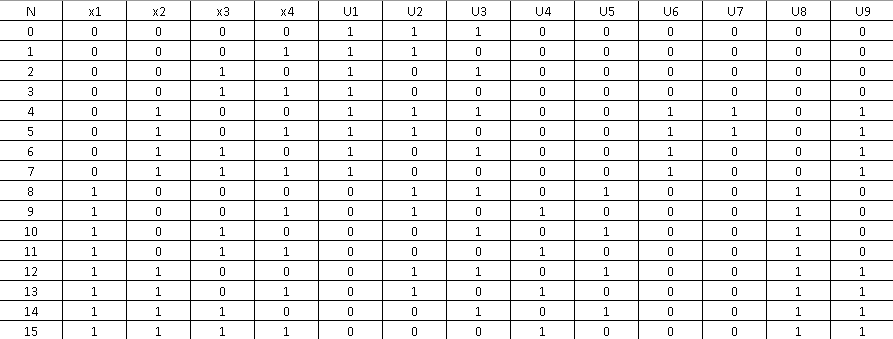 N x1 x2 x3 x4 U1 U2 U3 U4 U5 U6 U7 U8 U9
0 0 0 0 0 1 1 1 0 0 0 0 0 0
1 0 0 0 1 1 1 0 0 0 0 0 0 0
2 0 0 1 0 1 0 1 0 0 0 0 0 0
3 0 0 1 1 1 0 0 0 0 0 0 0 0
4 0 1 0 0 1 1 1 0 0 1 1 0 1
5 0 1 0 1 1 1 0 0 0 1 1 0 1
6 0 1 1 0 1 0 1 0 0 1 0 0 1
7 0 1 1 1 1 0 0 0 0 1 0 0 1
8 1 0 0 0 0 1 1 0 1 0 0 1 0
9 1 0 0 1 0 1 0 1 0 0 0 1 0
10 1 0 1 0 0 0 1 0 1 0 0 1 0
11 1 0 1 1 0 0 0 1 0 0 0 1 0
12 1 1 0 0 0 1 1 0 1 0 0 1 1
13 1 1 0 1 0 1 0 1 0 0 0 1 1
14 1 1 1 0 0 0 1 0 1 0 0 1 1
15 1 1 1 1 0 0 0 1 0 0 0 1 1